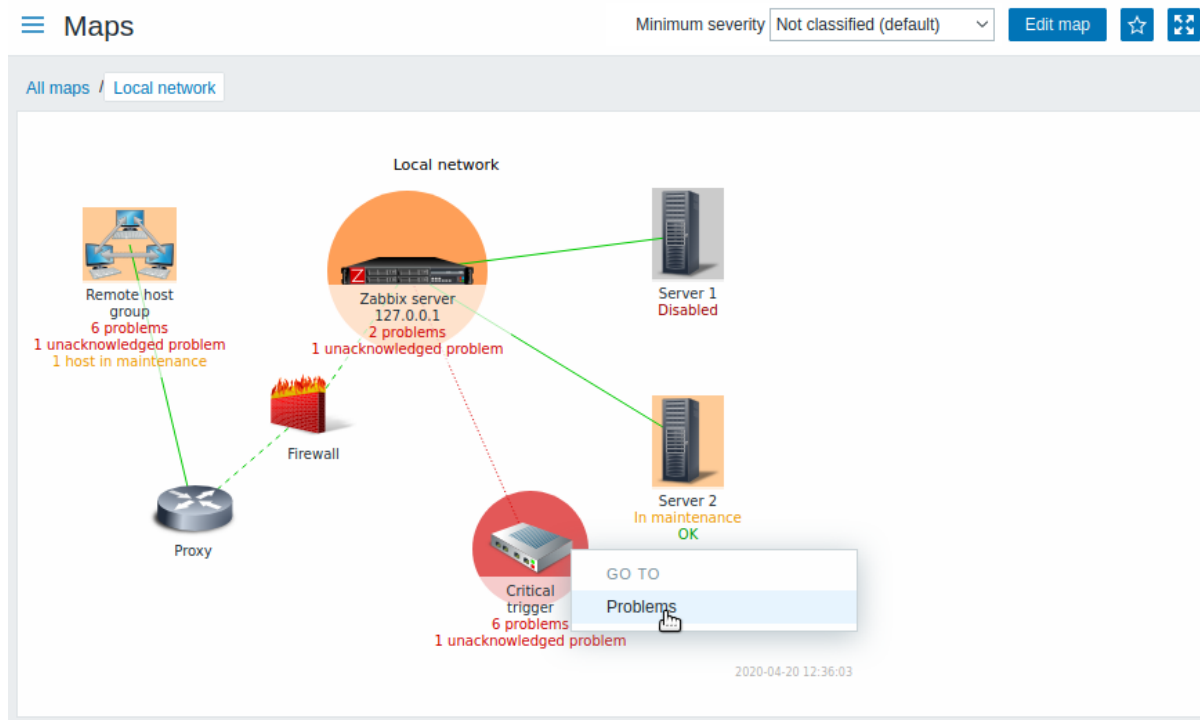 Maps
Minimum severity
Not classified (default)
Edit map
All maps / Local network
Local network
Remote host
group
6 problems
1 unacknowledged problem
1 host in maintenance
Z
Zabbix server
127.0.0.1
2 problems
1 unacknowledged problem
Server 1
Disabled
Firewall
Proxy
Server 2
In maintenance
OK
Critical
trigger
6 problems
1 unacknowledged problem
GO TO
Problems
2020-04-20 12:36:03